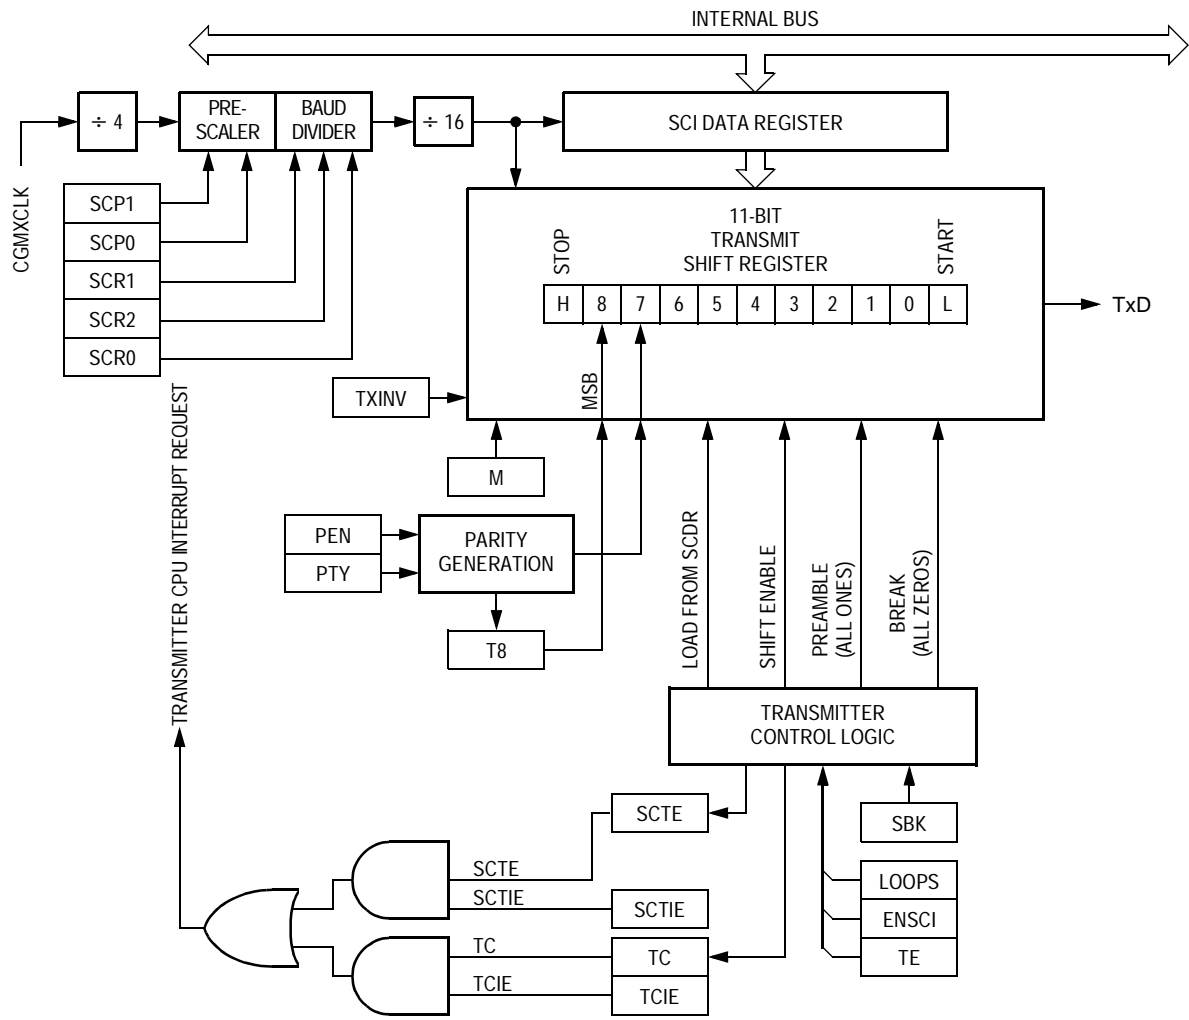 INTERNAL BUS
÷ 4
PRE-
SCALER
BAUD
DIVIDER
÷ 16
SCI DATA REGISTER
CGMXCLK
SCP1
SCP0
SCR1
SCR2
SCR0
11-BIT
TRANSMIT
SHIFT REGISTER
STOP
START
H 8 7 6 5 4 3 2 1 0 L
TxD
MSB
TXINV
M
PEN
PTY
PARITY
GENERATION
T8
TRANSMITTER CPU INTERRUPT REQUEST
LOAD FROM SCDR
SHIFT ENABLE
PREAMBLE
(ALL ONES)
BREAK
(ALL ZEROS)
TRANSMITTER
CONTROL LOGIC
SCTE
SBK
SCTE
SCTIE
SCTIE
LOOPS
ENSCI
TE
TC
TC
TCIE
TCIE